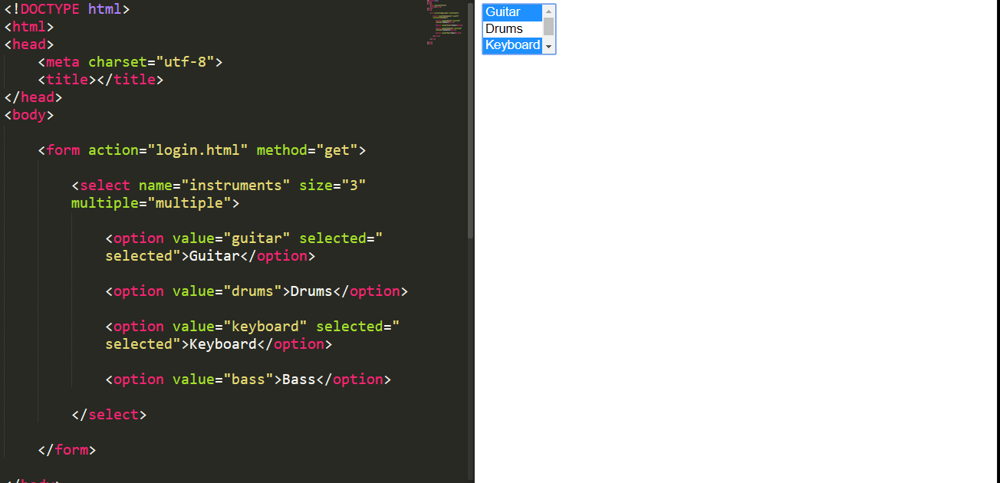 <!DOCTYPE html>
<html>
<head>
<meta charset="utf-8">
<title></title>
</head>
<body>
<form action="login.html" method="get">
<select name="instruments" size="3"
multiple="multiple">
<option value="guitar" selected="
selected">Guitar</option>
<option value="drums">Drums</option>
<option value="keyboard" selected="
selected">Keyboard</option>
<option value="bass">Bass</option>
</select>
</form>
</body>
Guitar
Drums
Keyboard